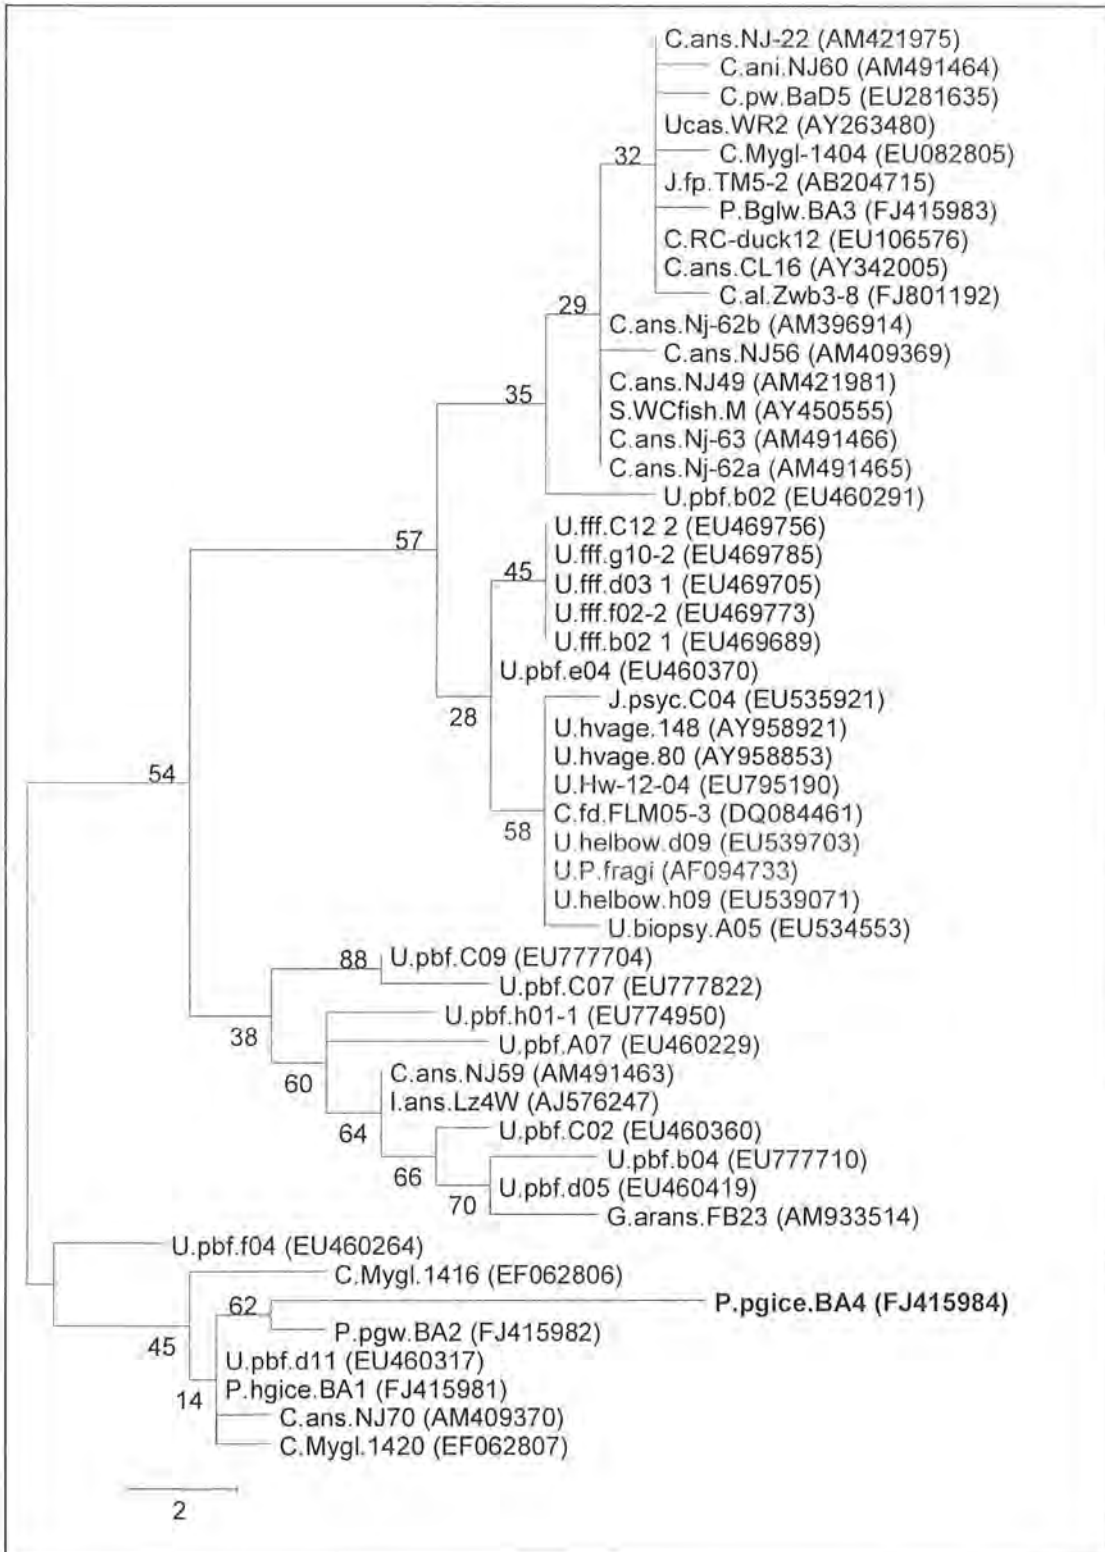 C.ans.NJ-22 (AM421975)
C.ani.NJ60 (AM491464)
C.pw.BaD5 (EU281635)
Ucas.WR2 (AY263480)
32
C.Mygl-1404 (EU082805)
J.fp.TM5-2 (AB204715)
P.Bglw.BA3 (FJ415983)
C.RC-duck12 (EU106576)
C.ans.CL16 (AY342005)
C.al.Zwb3-8 (FJ801192)
29
C.ans.Nj-62b (AM396914)
C.ans.NJ56 (AM409369)
C.ans.NJ49 (AM421981)
35
S.WCfish.M (AY450555)
C.ans.Nj-63 (AM491466)
C.ans.Nj-62a (AM491465)
U.pbf.b02 (EU460291)
U.fff.C12 2 (EU469756)
57
U.fff.g10-2 (EU469785)
45
U.fff.d03 1 (EU469705)
U.fff.f02-2 (EU469773)
U.fff.b02 1 (EU469689)
U.pbf.e04 (EU460370)
J.psyc.C04 (EU535921)
28
U.hvage.148 (AY958921)
U.hvage.80 (AY958853)
54
U.Hw-12-04 (EU795190)
C.fd.FLM05-3 (DQ084461)
58
U.helbow.d09 (EU539703)
U.P.fragi (AF094733)
U.helbow.h09 (EU539071)
U.biopsy.A05 (EU534553)
88
U.pbf.C09 (EU777704)
U.pbf.C07 (EU777822)
U.pbf.h01-1 (EU774950)
38
U.pbf.A07 (EU460229)
60
C.ans.NJ59 (AM491463)
I.ans.Lz4W (AJ576247)
64
U.pbf.C02 (EU460360)
U.pbf.b04 (EU777710)
66
U.pbf.d05 (EU460419)
70
G.arans.FB23 (AM933514)
U.pbf.f04 (EU460264)
C.Mygl.1416 (EF062806)
62
P.pgice.BA4 (FJ415984)
P.pgw.BA2 (FJ415982)
45
U.pbf.d11 (EU460317)
P.hgice.BA1 (FJ415981)
14
C.ans.NJ70 (AM409370)
C.Mygl.1420 (EF062807)
2